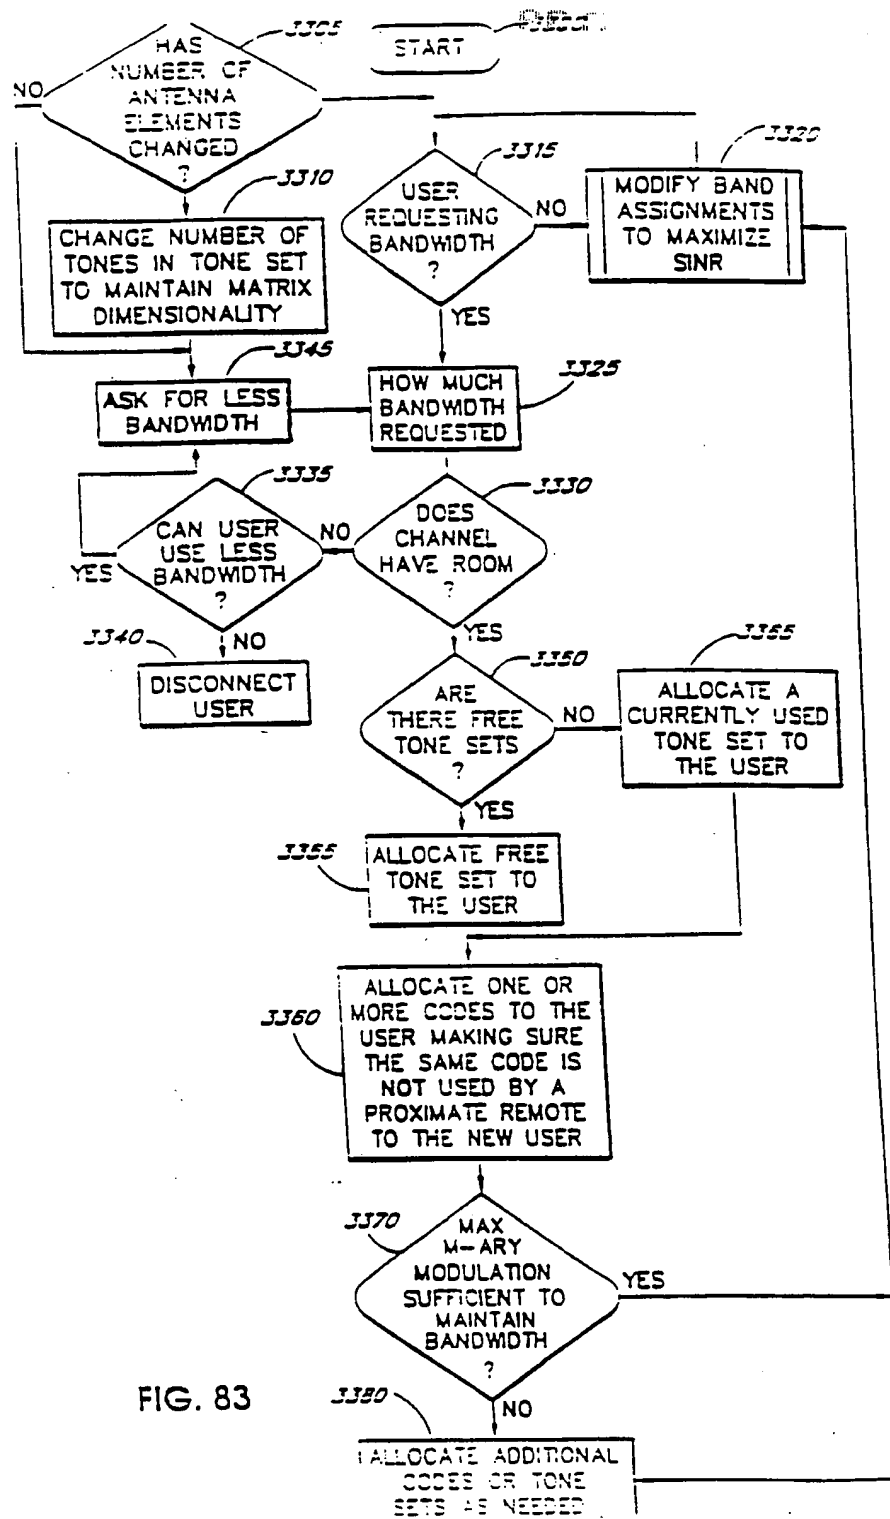 3305
HAS
NUMBER OF
ANTENNA
ELEMENTS
CHANGED
?
NO
START
3300
3310
CHANGE NUMBER OF
TONES IN TONE SET
TO MAINTAIN MATRIX
DIMENSIONALITY
3315
USER
REQUESTING
BANDWIDTH
?
NO
YES
3320
MODIFY BAND
ASSIGNMENTS
TO MAXIMIZE
SINR
3345
ASK FOR LESS
BANDWIDTH
HOW MUCH
BANDWIDTH
REQUESTED
3325
3335
CAN USER
USE LESS
BANDWIDTH
?
YES
NO
NO
3330
DOES
CHANNEL
HAVE ROOM
?
YES
3340
DISCONNECT
USER
3350
ARE
THERE FREE
TONE SETS
?
NO
YES
3365
ALLOCATE A
CURRENTLY USED
TONE SET TO
THE USER
3355
ALLOCATE FREE
TONE SET TO
THE USER
3360
ALLOCATE ONE OR
MORE CODES TO THE
USER MAKING SURE
THE SAME CODE IS
NOT USED BY A
PROXIMATE REMOTE
TO THE NEW USER
3370
MAX
M-ARY
MODULATION
SUFFICIENT TO
MAINTAIN
BANDWIDTH
?
YES
NO
FIG. 83
3380
ALLOCATE ADDITIONAL
CODES OR TONE
SETS AS NEEDED